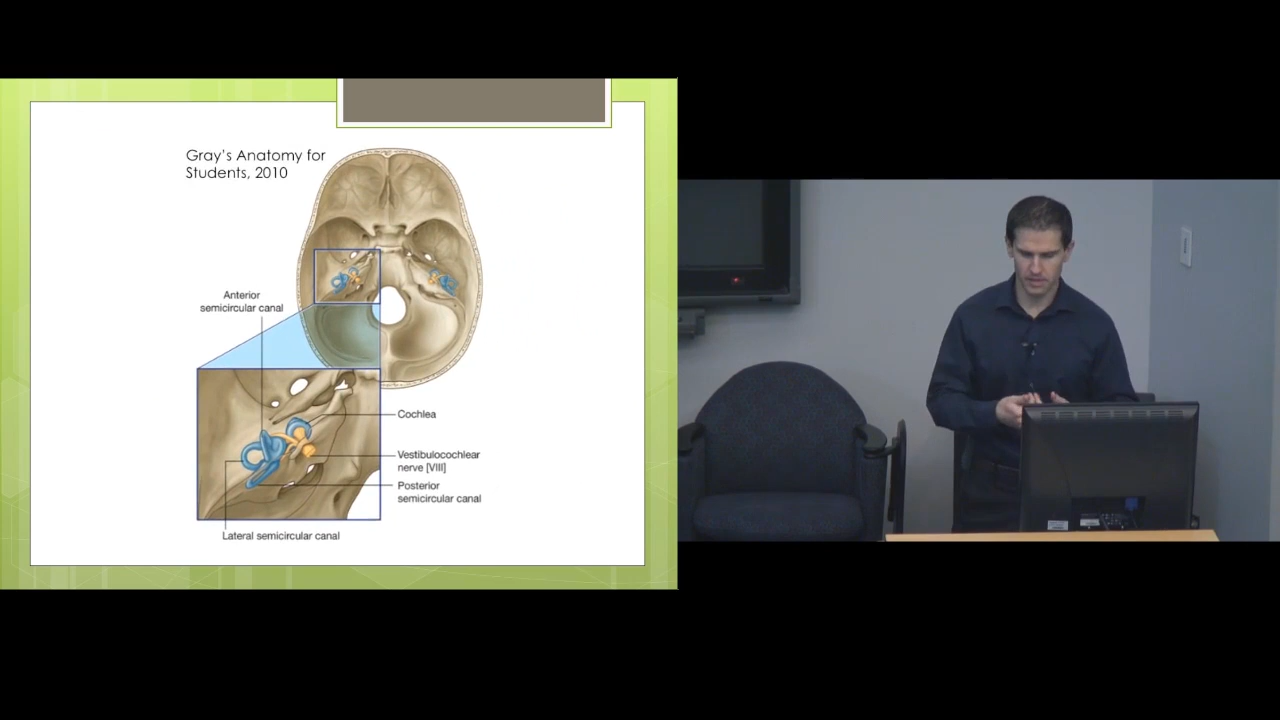 Gray's Anatomy for
Students, 2010
Anterior
semicircular canal
Cochlea
Vestibulocochlear
nerve [VIII]
Posterior
semicircular canal
Lateral semicircular canal